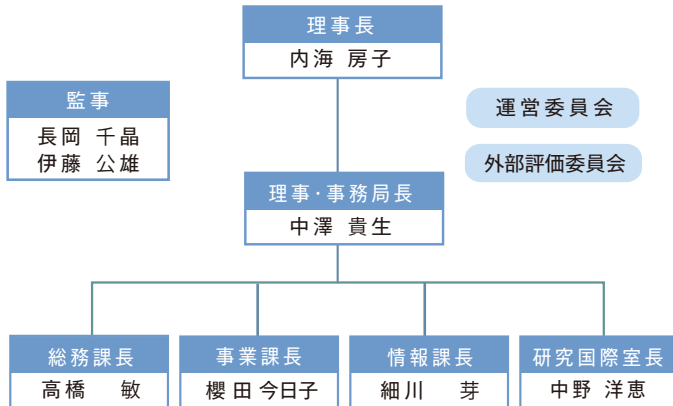 理事長
内海 房子
監事
長岡 千晶
伊藤 公雄
運営委員会
外部評価委員会
理事・事務局長
中澤 貴生
総務課長
高橋 敏
事業課長
櫻田 今日子
情報課長
細川 芽
研究国際室長
中野 洋恵